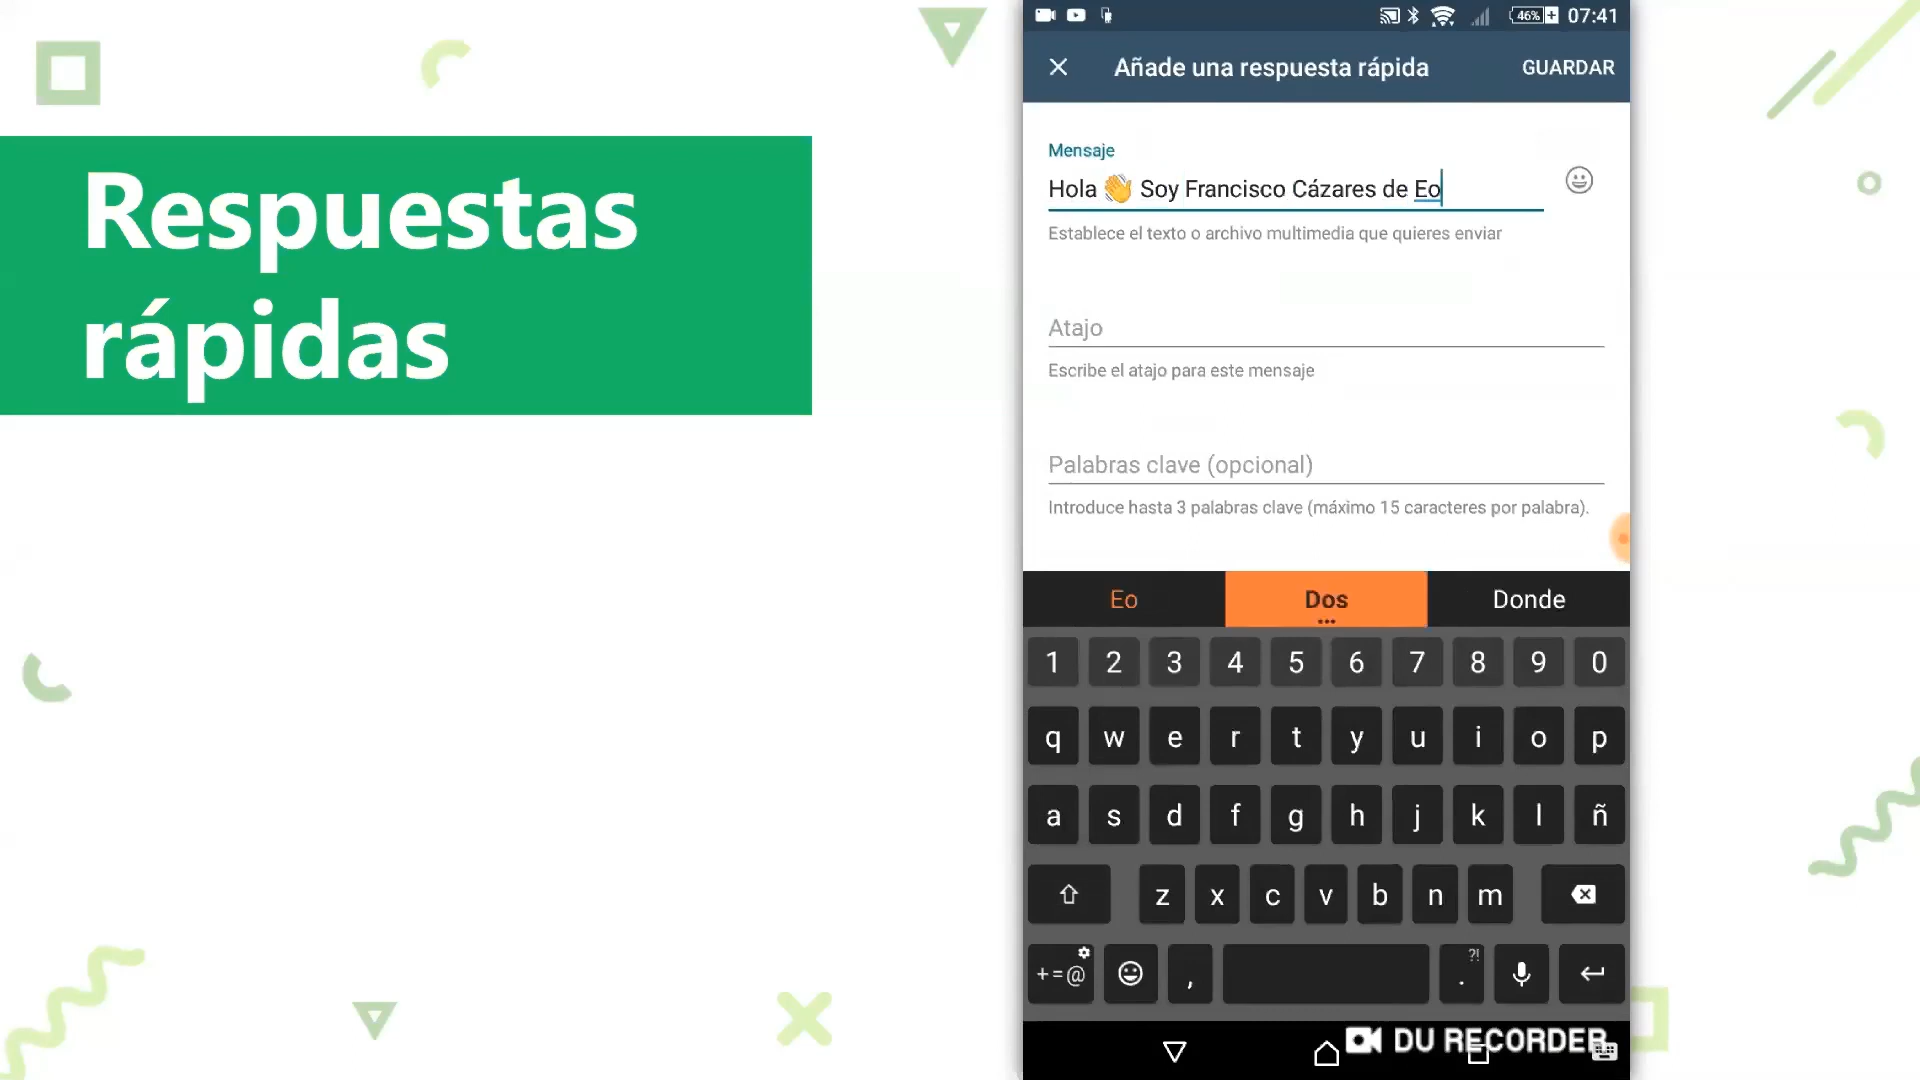 Respuestas
rápidas
46% 07:41
Añade una respuesta rápida GUARDAR
Mensaje
Hola 👋 Soy Francisco Cázares de Eo
Establece el texto o archivo multimedia que quieres enviar
Atajo
Escribe el atajo para este mensaje
Palabras clave (opcional)
Introduce hasta 3 palabras clave (máximo 15 caracteres por palabra).
Eo Dos Donde
1 2 3 4 5 6 7 8 9 0
q w e r t y u i o p
a s d f g h j k l ñ
z x c v b n m
+=@ , . ?!
DU RECORDER